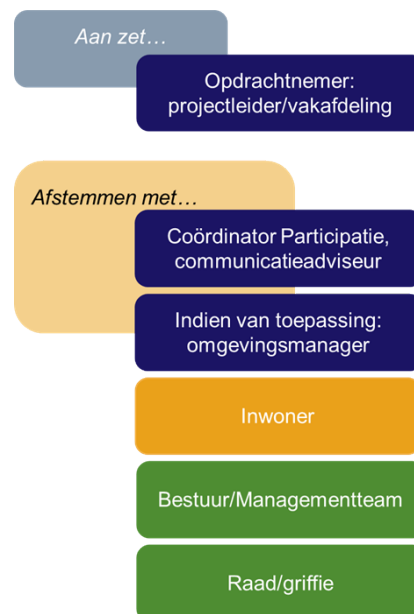 Aan zet…
Opdrachtnemer:
projectleider/vakafdeling
Afstemmen met…
Coördinator Participatie,
communicatieadviseur
Indien van toepassing:
omgevingsmanager
Inwoner
Bestuur/Managementteam
Raad/griffie